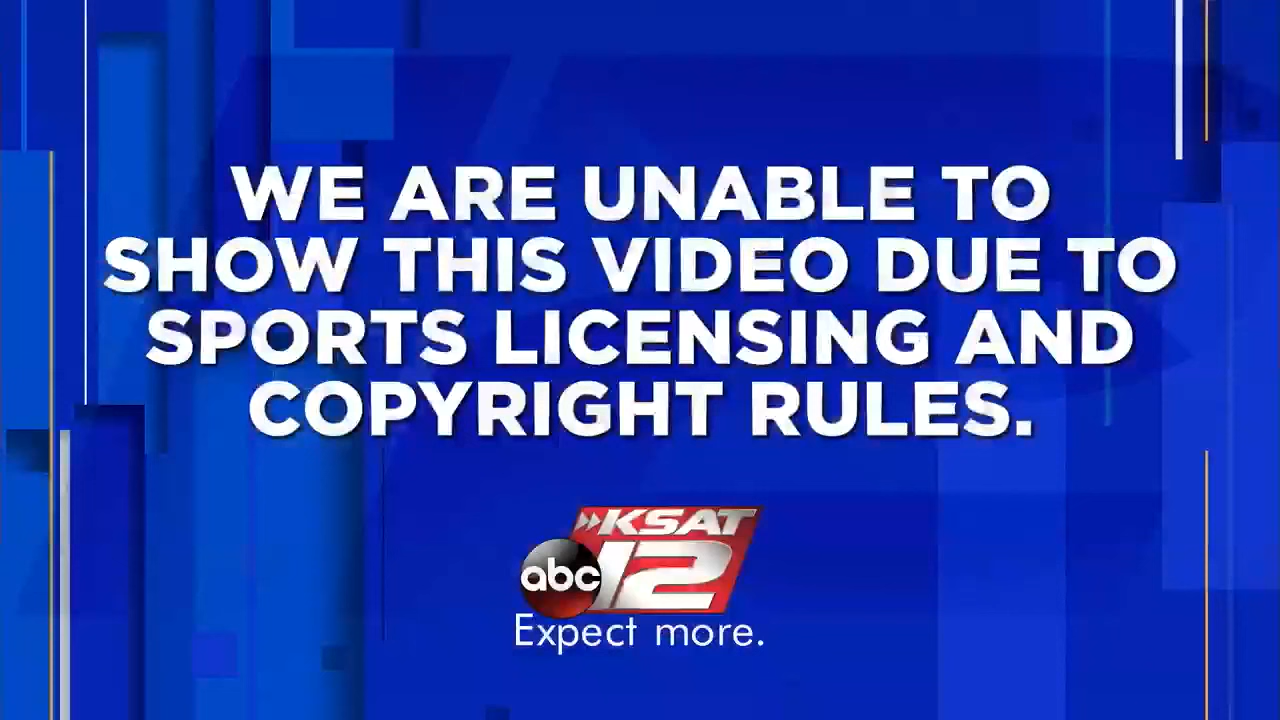 WE ARE UNABLE TO
SHOW THIS VIDEO DUE TO
SPORTS LICENSING AND
COPYRIGHT RULES.
KSAT
abc 12
Expect more.